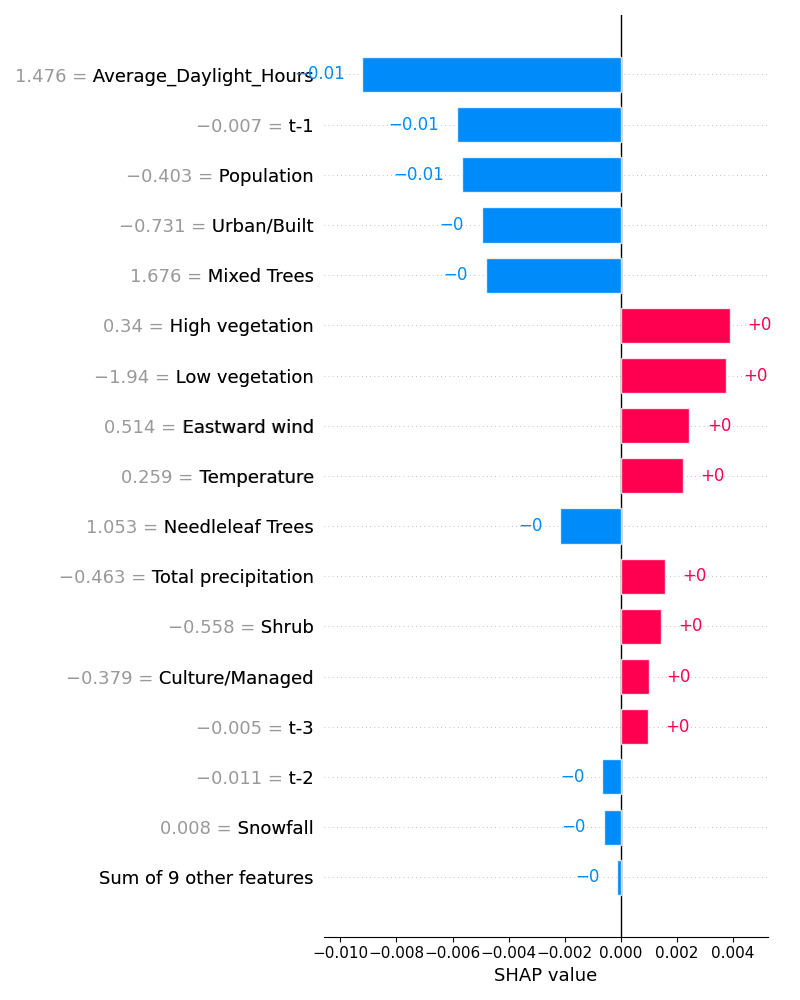 1.476 = Average_Daylight_Hours −0.01
−0.007 = t-1 −0.01
−0.403 = Population −0.01
−0.731 = Urban/Built −0
1.676 = Mixed Trees −0
0.34 = High vegetation +0
−1.94 = Low vegetation +0
0.514 = Eastward wind +0
0.259 = Temperature +0
1.053 = Needleleaf Trees −0
−0.463 = Total precipitation +0
−0.558 = Shrub +0
−0.379 = Culture/Managed +0
−0.005 = t-3 +0
−0.011 = t-2 −0
0.008 = Snowfall −0
Sum of 9 other features −0
−0.010 −0.008 −0.006 −0.004 −0.002 0.000 0.002 0.004
SHAP value